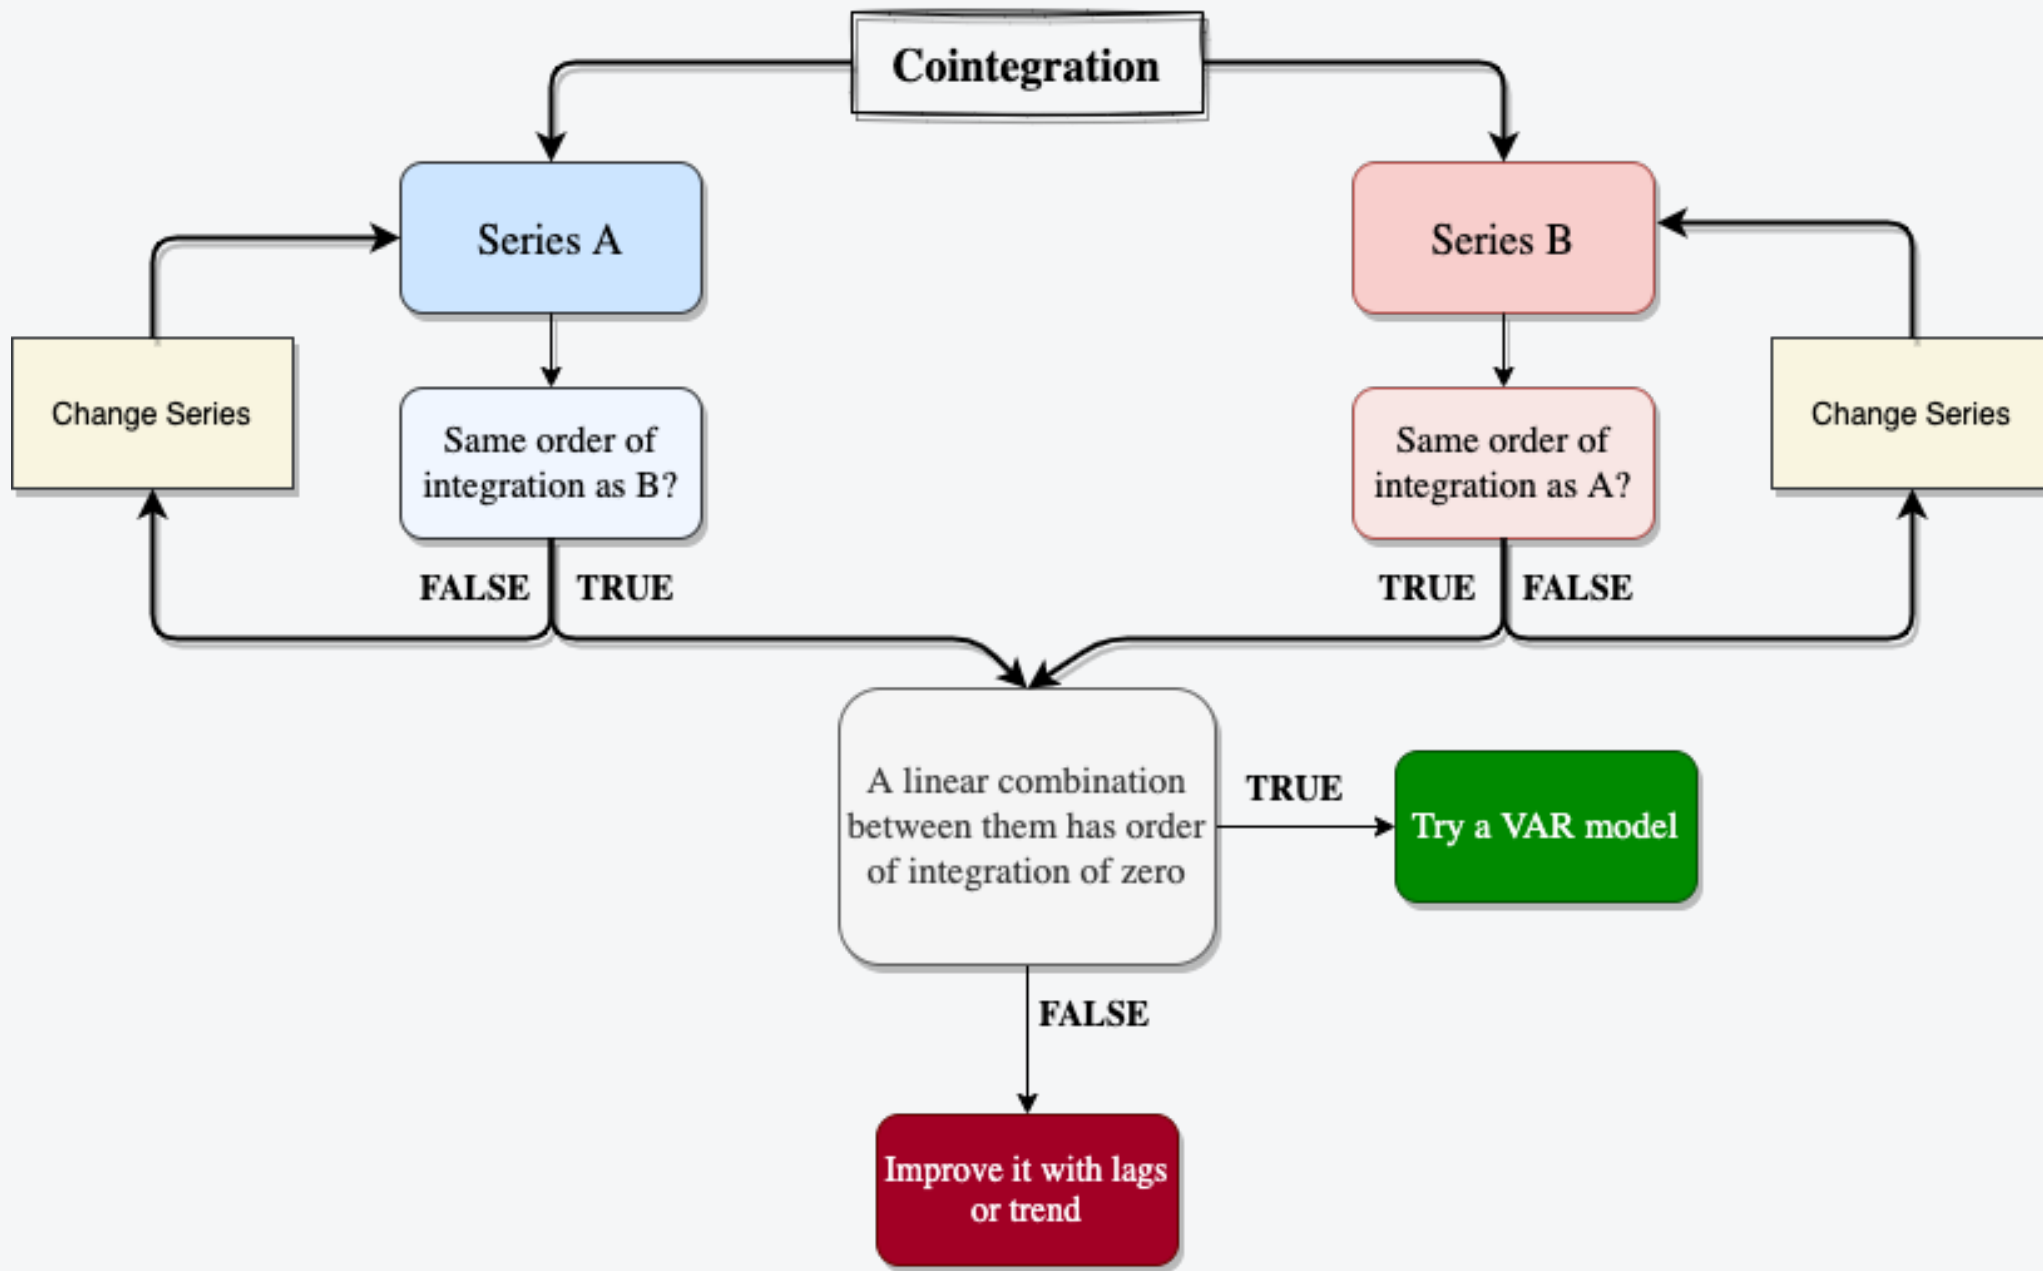 Cointegration
Series A
Series B
Change Series
Same order of
integration as B?
Same order of
integration as A?
Change Series
FALSE
TRUE
TRUE
FALSE
A linear combination
between them has order
of integration of zero
TRUE
Try a VAR model
FALSE
Improve it with lags
or trend